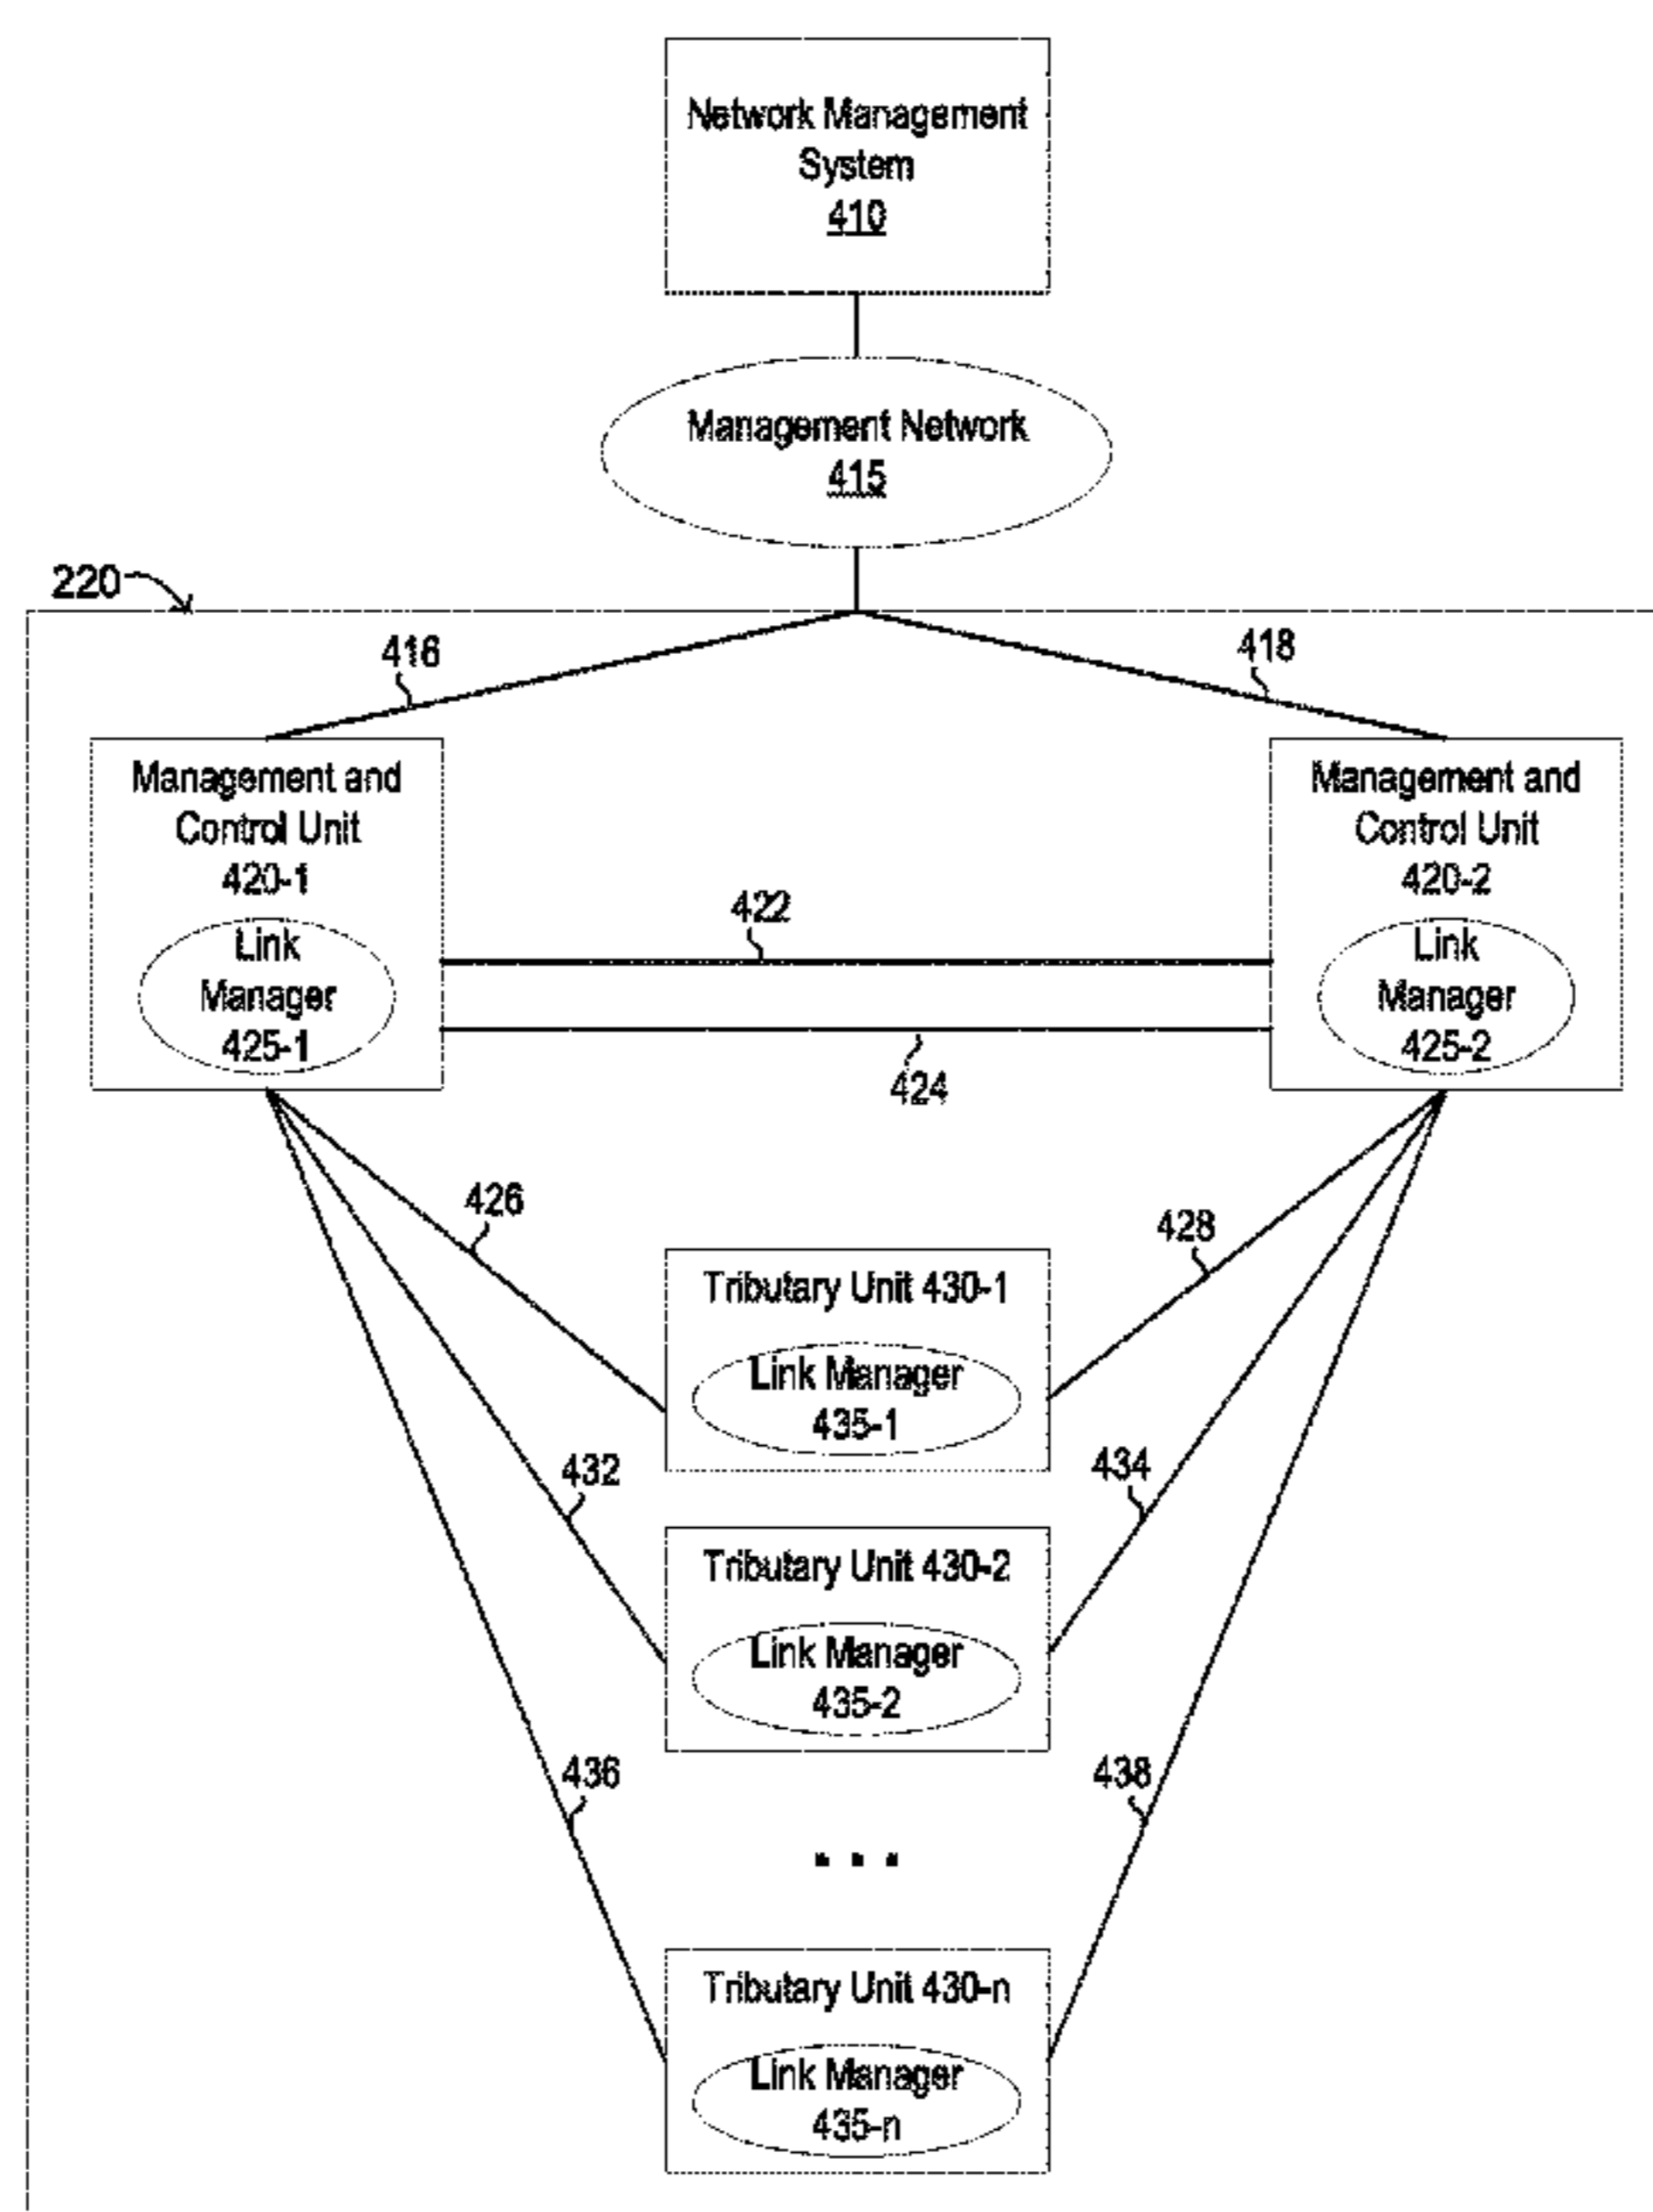 Network Management
System
410
Management Network
415
220
416
418
Management and
Control Unit
420-1
Link
Manager
425-1
Management and
Control Unit
420-2
Link
Manager
425-2
422
424
426
428
Tributary Unit 430-1
Link Manager
435-1
432
434
Tributary Unit 430-2
Link Manager
435-2
436
438
...
Tributary Unit 430-n
Link Manager
435-n